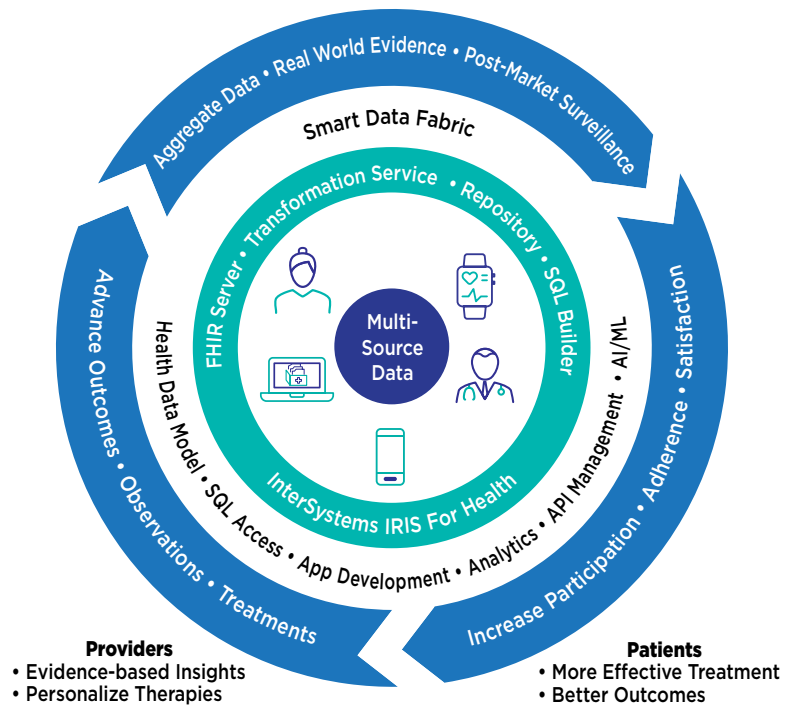 Aggregate Data • Real World Evidence • Post-Market Surveillance
Smart Data Fabric
FHIR Server • Transformation Service • Repository • SQL Builder
Multi-
Source
Data
InterSystems IRIS For Health
Health Data Model • SQL Access • App Development • Analytics • API Management • AI/ML
Advance Outcomes • Observations • Treatments
Increase Participation • Adherence • Satisfaction
Providers
• Evidence-based Insights
• Personalize Therapies
Patients
• More Effective Treatment
• Better Outcomes